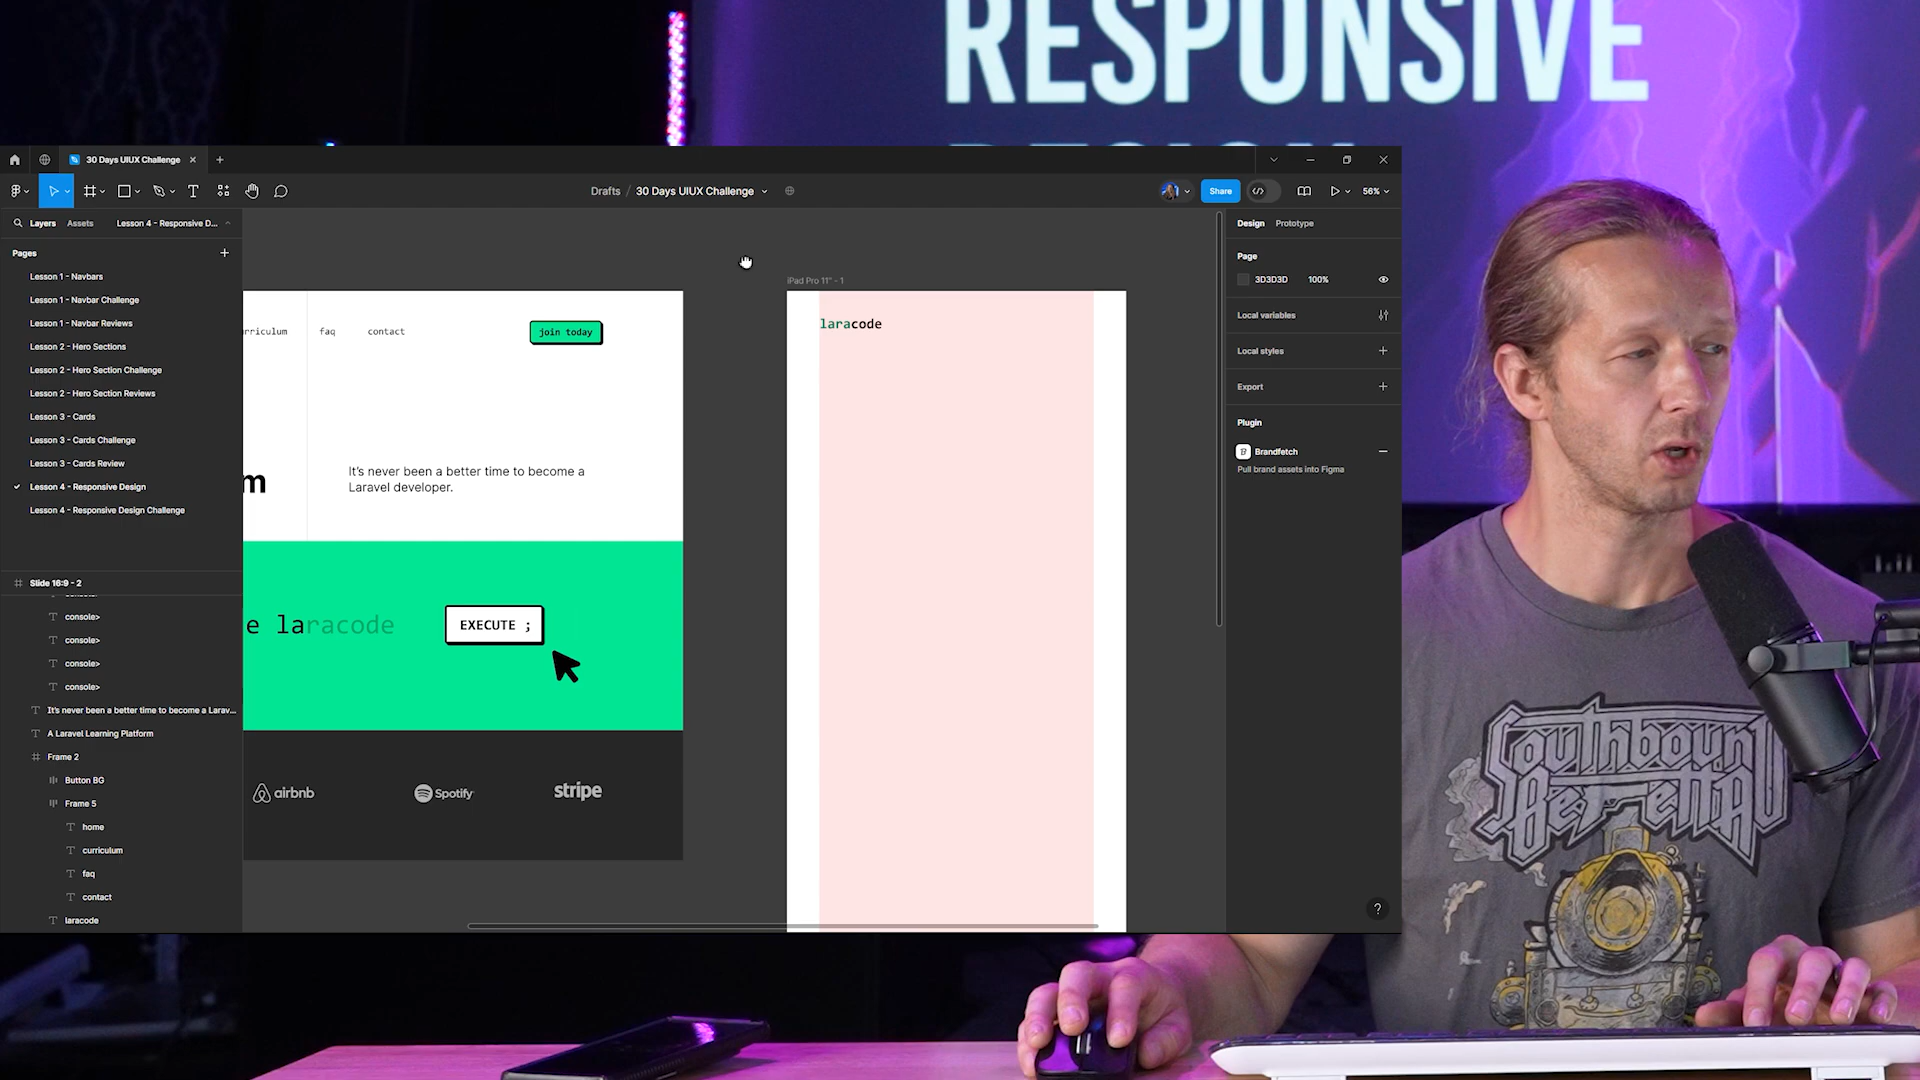 RESPONSIVE
30 Days UIUX Challenge
Drafts / 30 Days UIUX Challenge
Share
56%
Layers
Assets
Lesson 4 - Responsive D...
Pages
Lesson 1 - Navbars
Lesson 1 - Navbar Challenge
Lesson 1 - Navbar Reviews
Lesson 2 - Hero Sections
Lesson 2 - Hero Section Challenge
Lesson 2 - Hero Section Reviews
Lesson 3 - Cards
Lesson 3 - Cards Challenge
Lesson 3 - Cards Review
Lesson 4 - Responsive Design
Lesson 4 - Responsive Design Challenge
Slide 16:9 - 2
console>
console>
console>
console>
It's never been a better time to become a Larav...
A Laravel Learning Platform
Frame 2
Button BG
Frame 5
home
curriculum
faq
contact
laracode
rriculum
faq
contact
join today
m
It's never been a better time to become a
Laravel developer.
e laracode
EXECUTE ;
airbnb
Spotify
stripe
iPad Pro 11" - 1
laracode
Design
Prototype
Page
3D3D3D
100%
Local variables
Local styles
Export
Plugin
Brandfetch
Pull brand assets into Figma
?
Southbound
Beretta